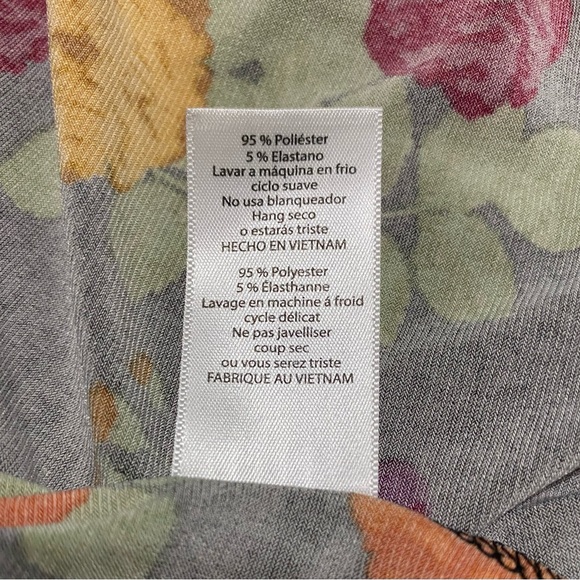 95 % Poliéster
5 % Elastano
Lavar a máquina en frio
ciclo suave
No usa blanqueador
Hang seco
o estarás triste
HECHO EN VIETNAM
95 % Polyester
5 % Élasthanne
Lavage en machine á froid
cycle délicat
Ne pas javelliser
coup sec
ou vous serez triste
FABRIQUE AU VIETNAM